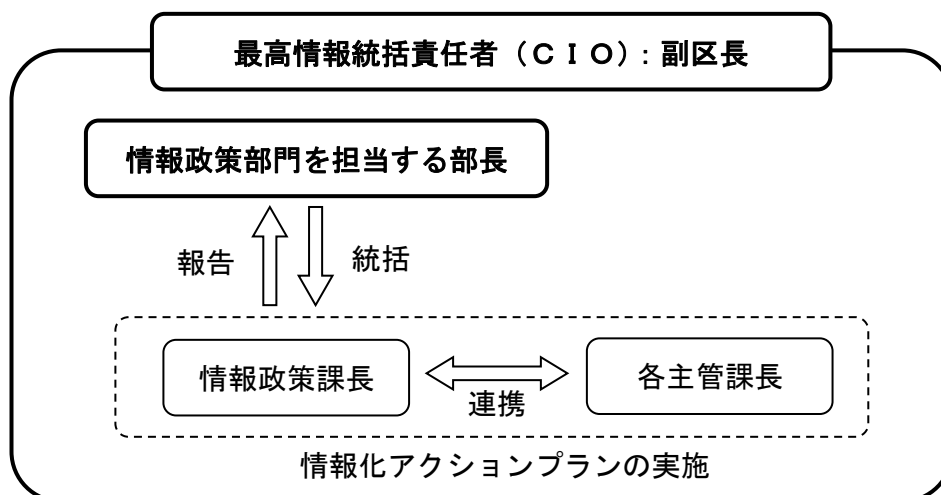 最高情報統括責任者（ＣＩＯ）：副区長
情報政策部門を担当する部長
報告
統括
情報政策課長
各主管課長
連携
情報化アクションプランの実施